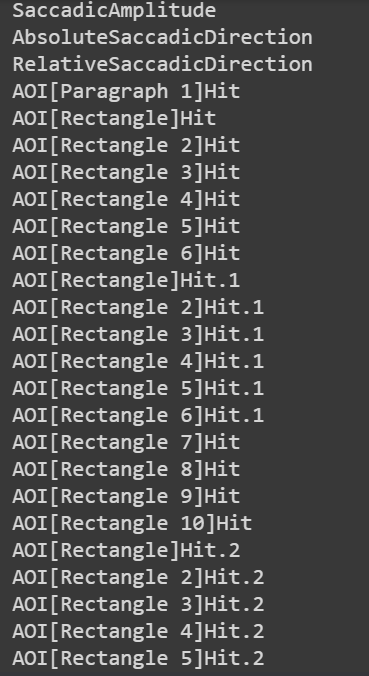 SaccadicAmplitude
AbsoluteSaccadicDirection
RelativeSaccadicDirection
AOI[Paragraph 1]Hit
AOI[Rectangle]Hit
AOI[Rectangle 2]Hit
AOI[Rectangle 3]Hit
AOI[Rectangle 4]Hit
AOI[Rectangle 5]Hit
AOI[Rectangle 6]Hit
AOI[Rectangle]Hit.1
AOI[Rectangle 2]Hit.1
AOI[Rectangle 3]Hit.1
AOI[Rectangle 4]Hit.1
AOI[Rectangle 5]Hit.1
AOI[Rectangle 6]Hit.1
AOI[Rectangle 7]Hit
AOI[Rectangle 8]Hit
AOI[Rectangle 9]Hit
AOI[Rectangle 10]Hit
AOI[Rectangle]Hit.2
AOI[Rectangle 2]Hit.2
AOI[Rectangle 3]Hit.2
AOI[Rectangle 4]Hit.2
AOI[Rectangle 5]Hit.2